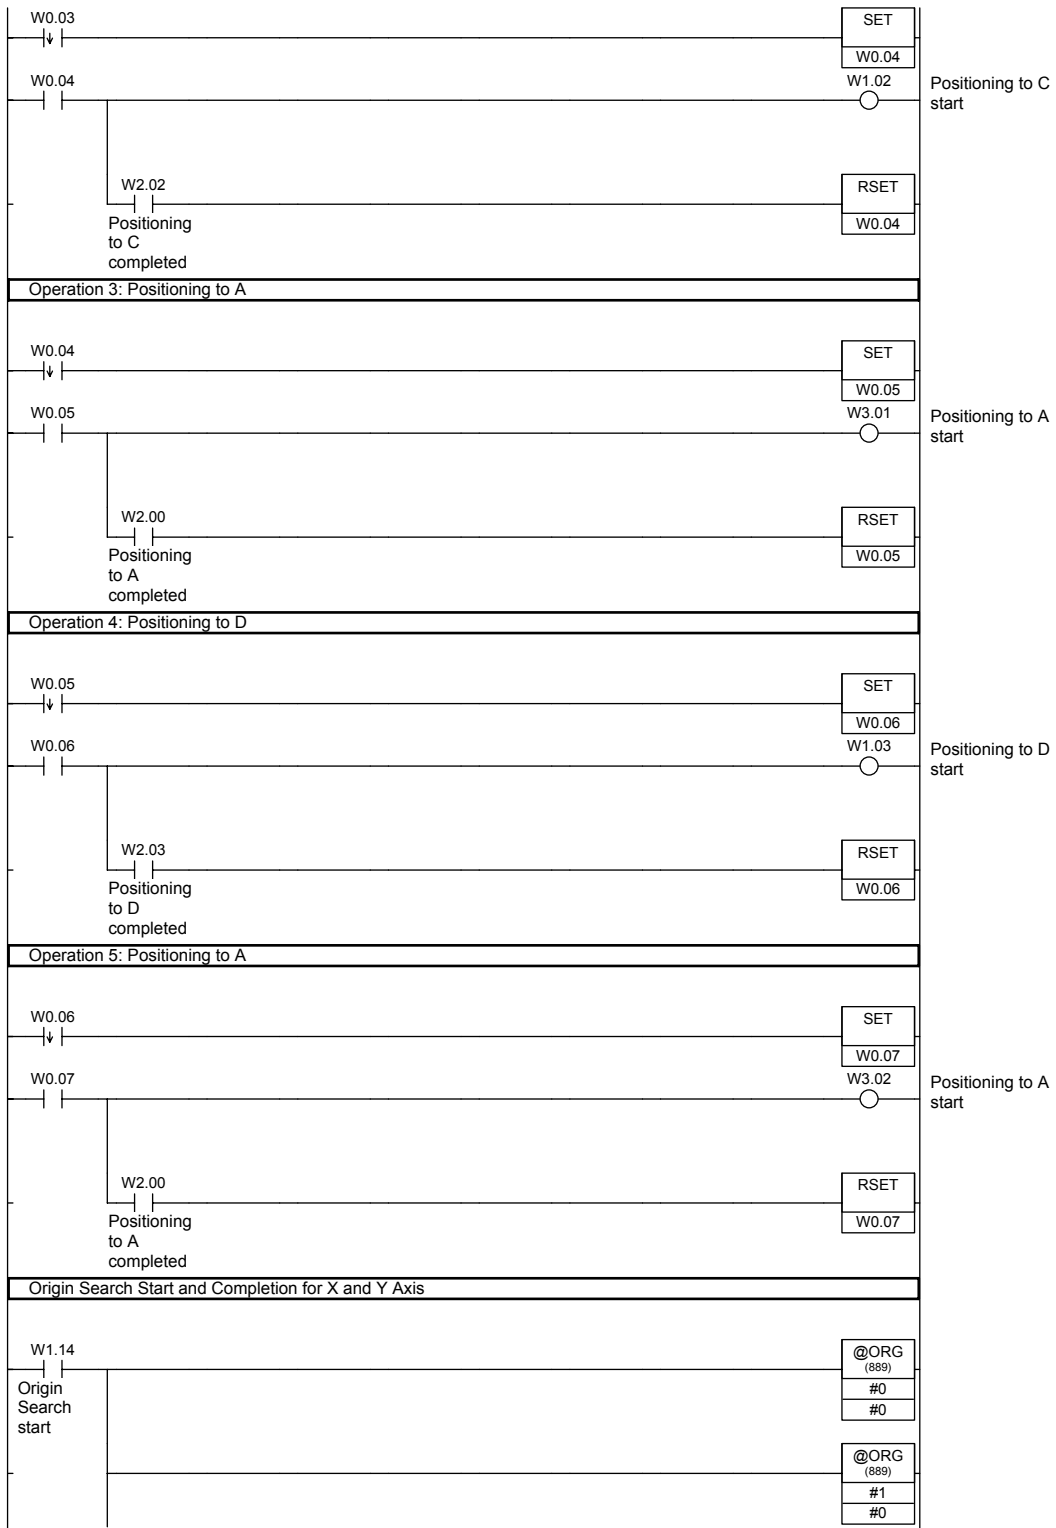 W0.03
SET
W0.04
W0.04
W1.02
Positioning to C
start
W2.02
RSET
Positioning
to C
completed
W0.04
Operation 3: Positioning to A
W0.04
SET
W0.05
W0.05
W3.01
Positioning to A
start
W2.00
RSET
Positioning
to A
completed
W0.05
Operation 4: Positioning to D
W0.05
SET
W0.06
W0.06
W1.03
Positioning to D
start
W2.03
RSET
Positioning
to D
completed
W0.06
Operation 5: Positioning to A
W0.06
SET
W0.07
W0.07
W3.02
Positioning to A
start
W2.00
RSET
Positioning
to A
completed
W0.07
Origin Search Start and Completion for X and Y Axis
W1.14
Origin
Search
start
@ORG
(889)
#0
#0
@ORG
(889)
#1
#0